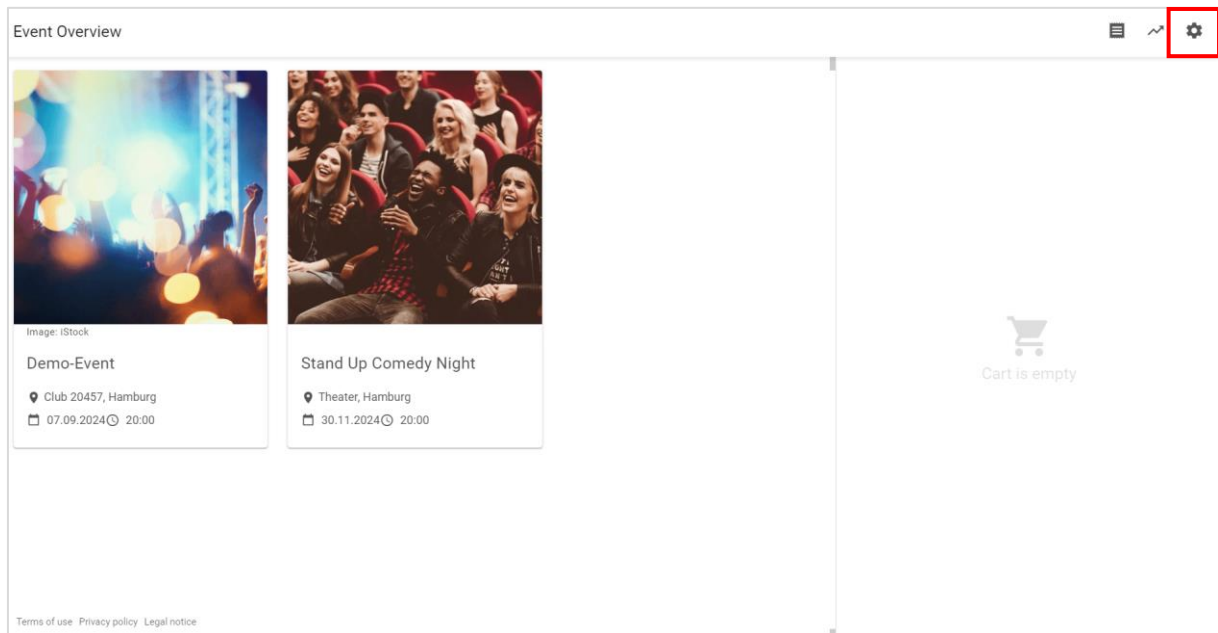 Event Overview
Image: iStock
Demo-Event
Club 20457, Hamburg
07.09.2024 20:00
Stand Up Comedy Night
Theater, Hamburg
30.11.2024 20:00
Cart is empty
Terms of use Privacy policy Legal notice